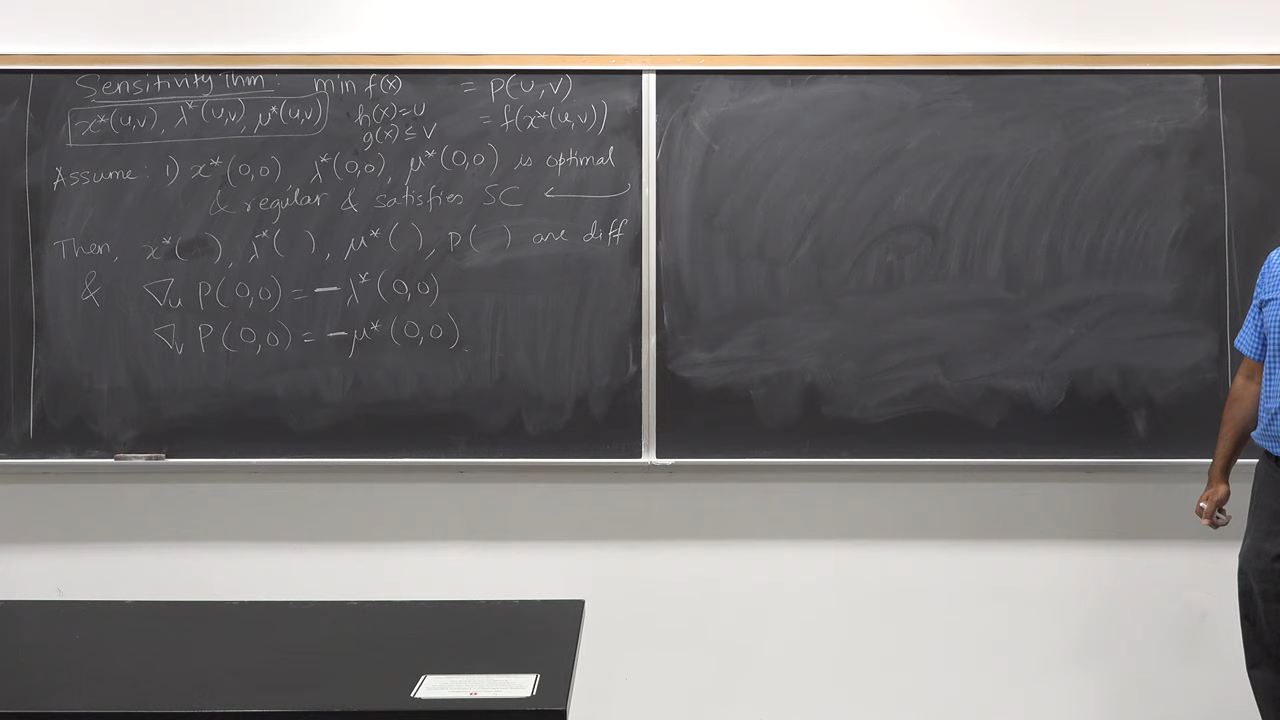 Sensitivity Thm: min f(x) = P(u,v)
x*(u,v), λ*(u,v), μ*(u,v) h(x)=u = f(x*(u,v))
g(x) ≤ v
Assume: 1) x*(0,0) λ*(0,0), μ*(0,0) is optimal
& regular & satisfies SC ←
Then, x*( ), λ*( ), μ*( ), P( ) are diff
& ∇u P(0,0) = -λ*(0,0)
∇v P(0,0) = -μ*(0,0).